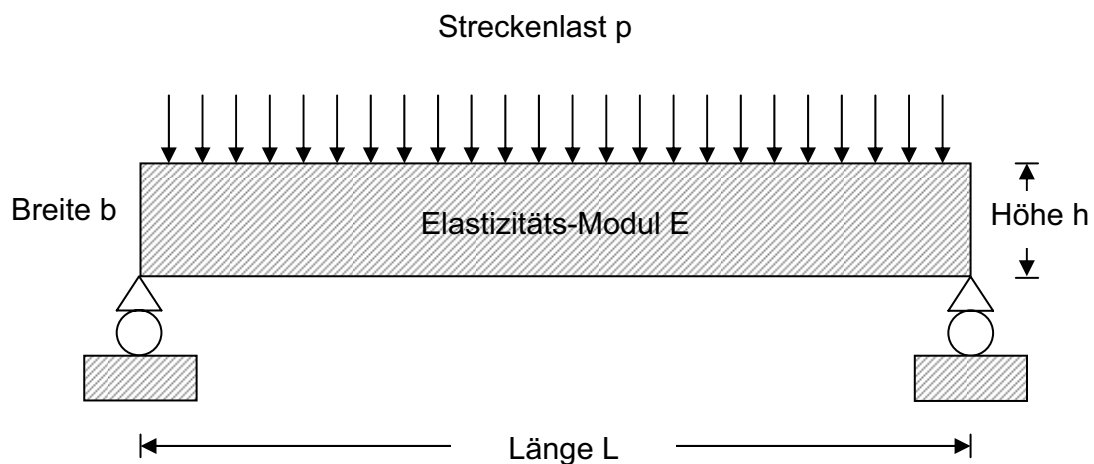 Streckenlast p
Breite b
Elastizitäts-Modul E
Höhe h
Länge L